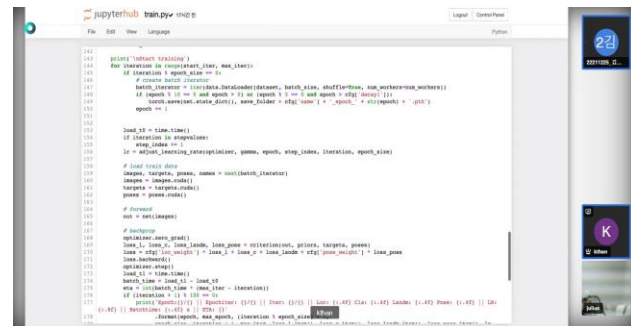 jupyterhub train.py 17시간 전
Logout Control Panel
File Edit View Language
Python
141
142
143 print('\nStart training')
144 for iteration in range(start_iter, max_iter):
145 if iteration % epoch_size == 0:
146 # create batch iterator
147 batch_iterator = iter(data.DataLoader(dataset, batch_size, shuffle=True, num_workers=num_workers))
148 if (epoch % 10 == 0 and epoch > 0) or (epoch % 5 == 0 and epoch > cfg['decay1']):
149 torch.save(net.state_dict(), save_folder + cfg['name'] + '_epoch_' + str(epoch) + '.pth')
150 epoch += 1
151
152
153 load_t0 = time.time()
154 if iteration in stepvalues:
155 step_index += 1
156 lr = adjust_learning_rate(optimizer, gamma, epoch, step_index, iteration, epoch_size)
157
158 # load train data
159 images, targets, poses, names = next(batch_iterator)
160 images = images.cuda()
161 targets = targets.cuda()
162 poses = poses.cuda()
163
164 # forward
165 out = net(images)
166
167 # backprop
168 optimizer.zero_grad()
169 loss_l, loss_c, loss_landm, loss_pose = criterion(out, priors, targets, poses)
170 loss = cfg['loc_weight'] * loss_l + loss_c + loss_landm + cfg['pose_weight'] * loss_pose
171 loss.backward()
172 optimizer.step()
173 load_t1 = time.time()
174 batch_time = load_t1 - load_t0
175 eta = int(batch_time * (max_iter - iteration))
176 if (iteration + 1) % 100 == 0:
177 print('Epoch:{}/{} || Epochiter: {}/{} || Iter: {}/{} || Loc: {:.4f} Cla: {:.4f} Landm: {:.4f} Pose: {:.4f} || LR:
{:.8f} || Batchtime: {:.4f} s || ETA: {}'
178 .format(epoch, max_epoch, (iteration % epoch_size)
kthan
2김
K
kthan
juliet